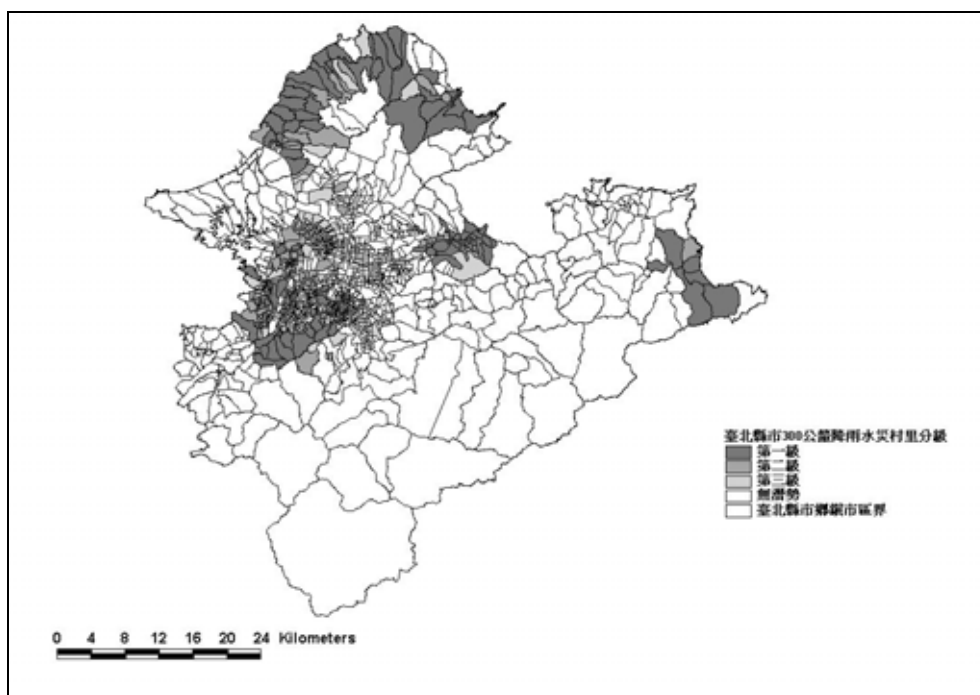 臺北縣市300公釐降雨水災村里分級
第一級
第二級
第三級
無潛勢
臺北縣市鄉鎮市區界
0 4 8 12 16 20 24 Kilometers